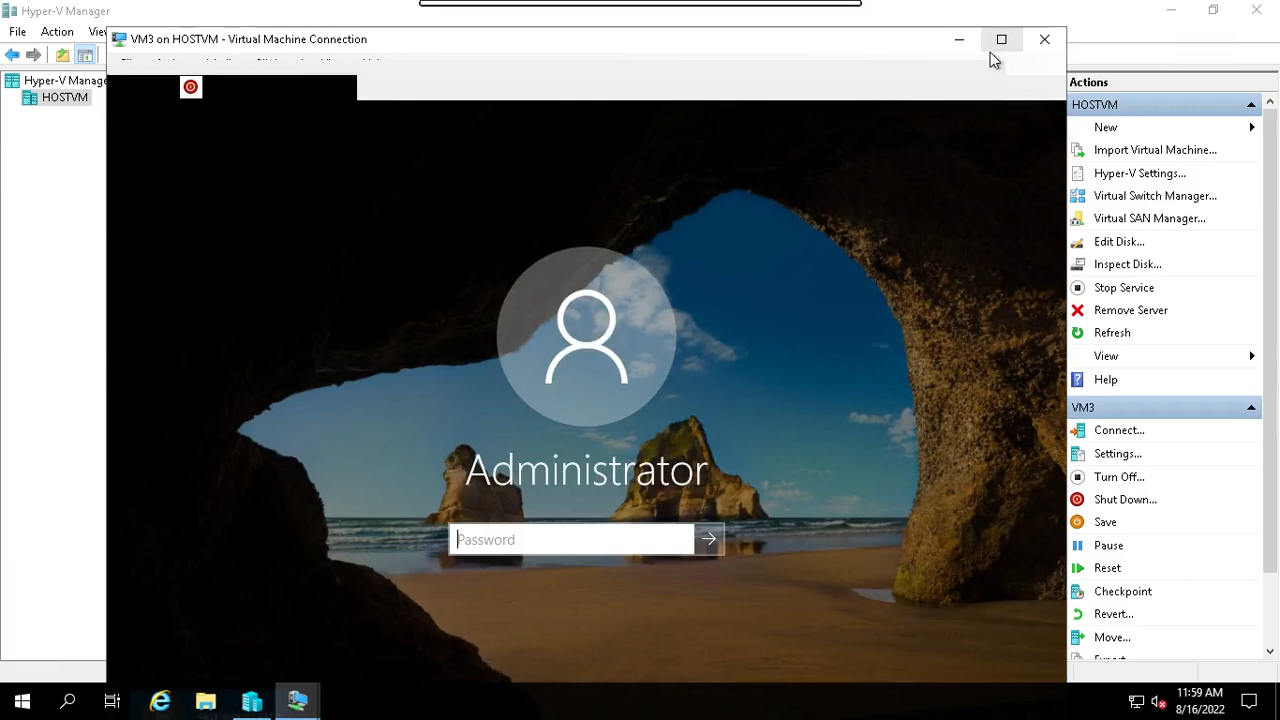 Hyper-V Manager
File Action
VM3 on HOSTVM - Virtual Machine Connection
Hyper-V Manage
HOSTVM
Administrator
Password
Actions
HOSTVM
New
Import Virtual Machine...
Hyper-V Settings...
Virtual Switch Manager...
Virtual SAN Manager...
Edit Disk...
Inspect Disk...
Stop Service
Remove Server
Refresh
View
Help
VM3
Connect...
Settings...
Turn Off...
Shut Down...
Save
Pause
Reset
Checkpoint
Revert...
Move...
11:59 AM
8/16/2022